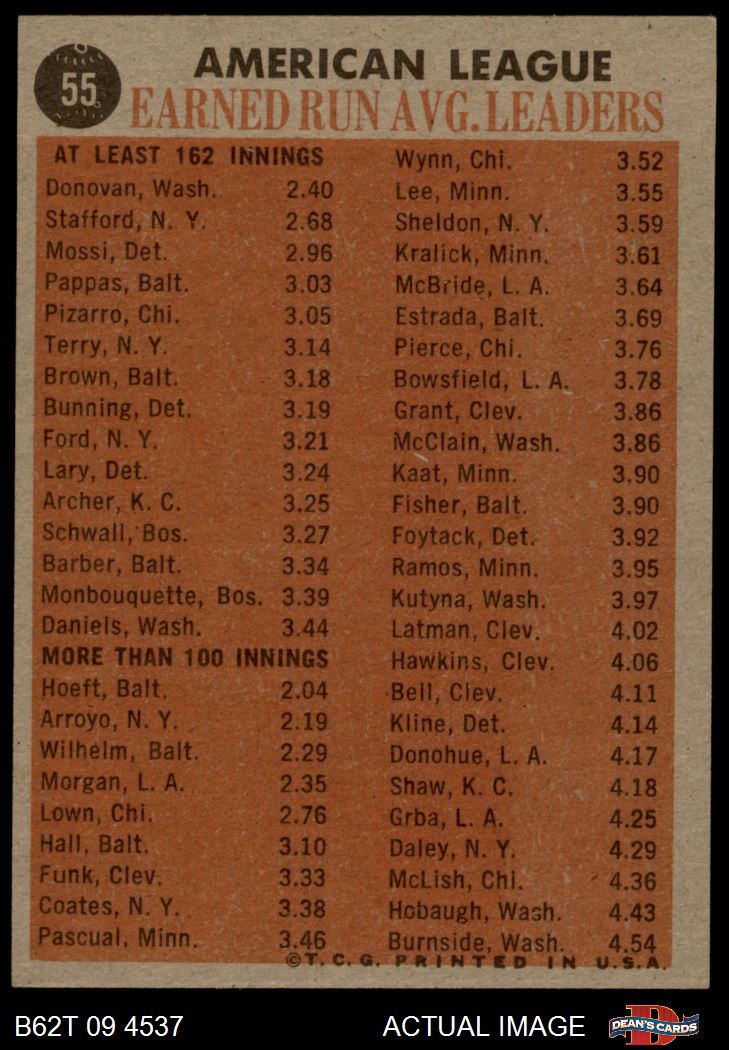 55
AMERICAN LEAGUE
EARNED RUN AVG. LEADERS
AT LEAST 162 INNINGS
Donovan, Wash. 2.40
Stafford, N. Y. 2.68
Mossi, Det. 2.96
Pappas, Balt. 3.03
Pizarro, Chi. 3.05
Terry, N. Y. 3.14
Brown, Balt. 3.18
Bunning, Det. 3.19
Ford, N. Y. 3.21
Lary, Det. 3.24
Archer, K. C. 3.25
Schwall, Bos. 3.27
Barber, Balt. 3.34
Monbouquette, Bos. 3.39
Daniels, Wash. 3.44
MORE THAN 100 INNINGS
Hoeft, Balt. 2.04
Arroyo, N. Y. 2.19
Wilhelm, Balt. 2.29
Morgan, L. A. 2.35
Lown, Chi. 2.76
Hall, Balt. 3.10
Funk, Clev. 3.33
Coates, N. Y. 3.38
Pascual, Minn. 3.46
Wynn, Chi. 3.52
Lee, Minn. 3.55
Sheldon, N. Y. 3.59
Kralick, Minn. 3.61
McBride, L. A. 3.64
Estrada, Balt. 3.69
Pierce, Chi. 3.76
Bowsfield, L. A. 3.78
Grant, Clev. 3.86
McClain, Wash. 3.86
Kaat, Minn. 3.90
Fisher, Balt. 3.90
Foytack, Det. 3.92
Ramos, Minn. 3.95
Kutyna, Wash. 3.97
Latman, Clev. 4.02
Hawkins, Clev. 4.06
Bell, Clev. 4.11
Kline, Det. 4.14
Donohue, L. A. 4.17
Shaw, K. C. 4.18
Grba, L. A. 4.25
Daley, N. Y. 4.29
McLish, Chi. 4.36
Hobaugh, Wash. 4.43
Burnside, Wash. 4.54
©T.C.G. PRINTED IN U.S.A.
B62T 09 4537
ACTUAL IMAGE
D
DEAN'S CARDS